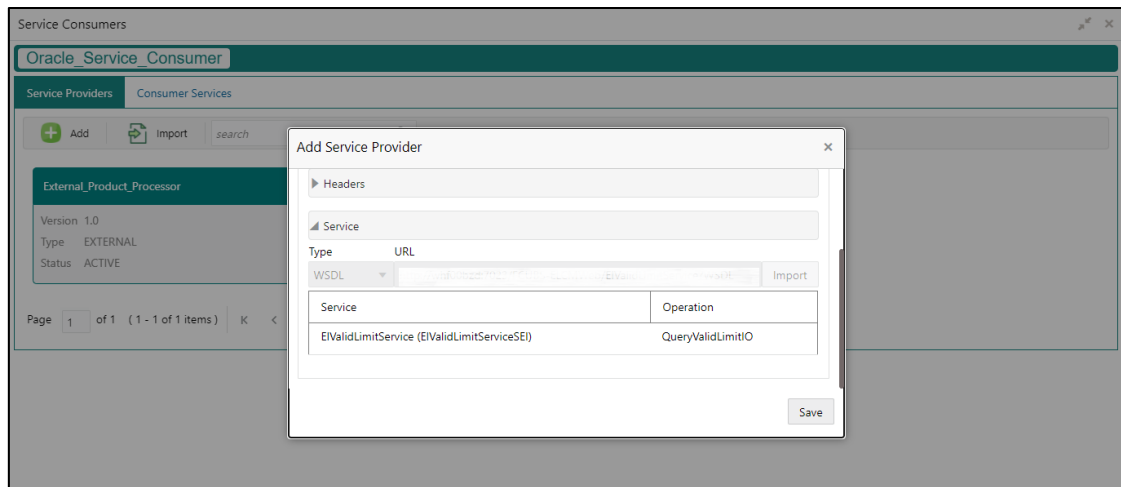 Service Consumers
Oracle_Service_Consumer
Service Providers Consumer Services
Add Import search
Add Service Provider
External_Product_Processor
Headers
Version 1.0
Service
Type EXTERNAL
Type URL
Status ACTIVE
WSDL Import
Service Operation
Page 1 of 1 (1 - 1 of 1 items)
EIValidLimitService (EIValidLimitServiceSEI) QueryValidLimitIO
Save